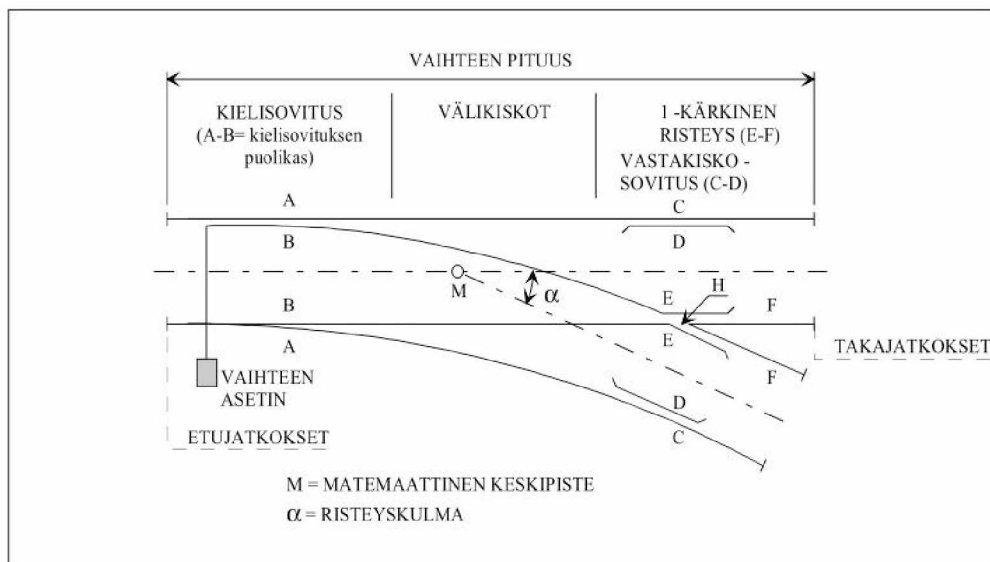 VAIHTEEN PITUUS
KIELISOVITUS
(A-B= kielisovituksen
puolikas)
VÄLIKISKOT
1 -KÄRKINEN
RISTEYS (E-F)
VASTAKISKO -
SOVITUS (C-D)
A
C
B
D
M
α
H
B
E
F
A
E
F
TAKAJATKOKSET
VAIHTEEN
ASETIN
D
C
ETUJATKOKSET
M = MATEMAATTINEN KESKIPISTE
α = RISTEYSKULMA